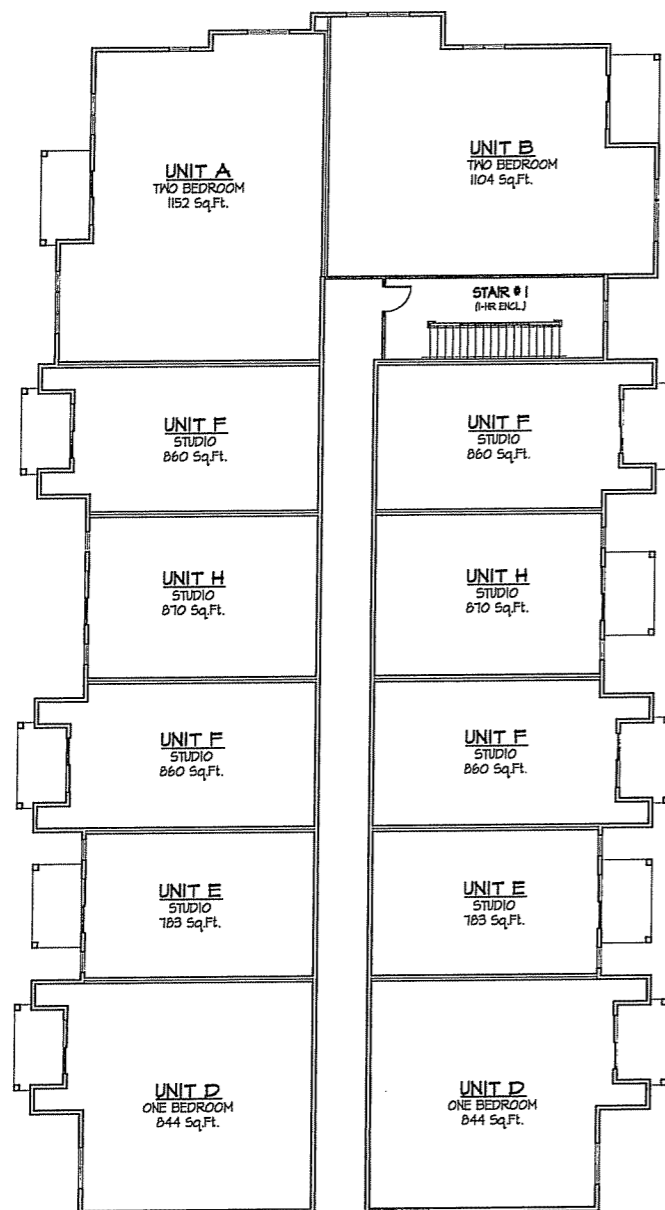 UNIT A
TWO BEDROOM
1152 Sq.Ft.
UNIT B
TWO BEDROOM
1104 Sq.Ft.
STAIR #1
(1-HR ENCL.)
UNIT F
STUDIO
860 Sq.Ft.
UNIT F
STUDIO
860 Sq.Ft.
UNIT H
STUDIO
870 Sq.Ft.
UNIT H
STUDIO
870 Sq.Ft.
UNIT F
STUDIO
860 Sq.Ft.
UNIT F
STUDIO
860 Sq.Ft.
UNIT E
STUDIO
783 Sq.Ft.
UNIT E
STUDIO
783 Sq.Ft.
UNIT D
ONE BEDROOM
844 Sq.Ft.
UNIT D
ONE BEDROOM
844 Sq.Ft.